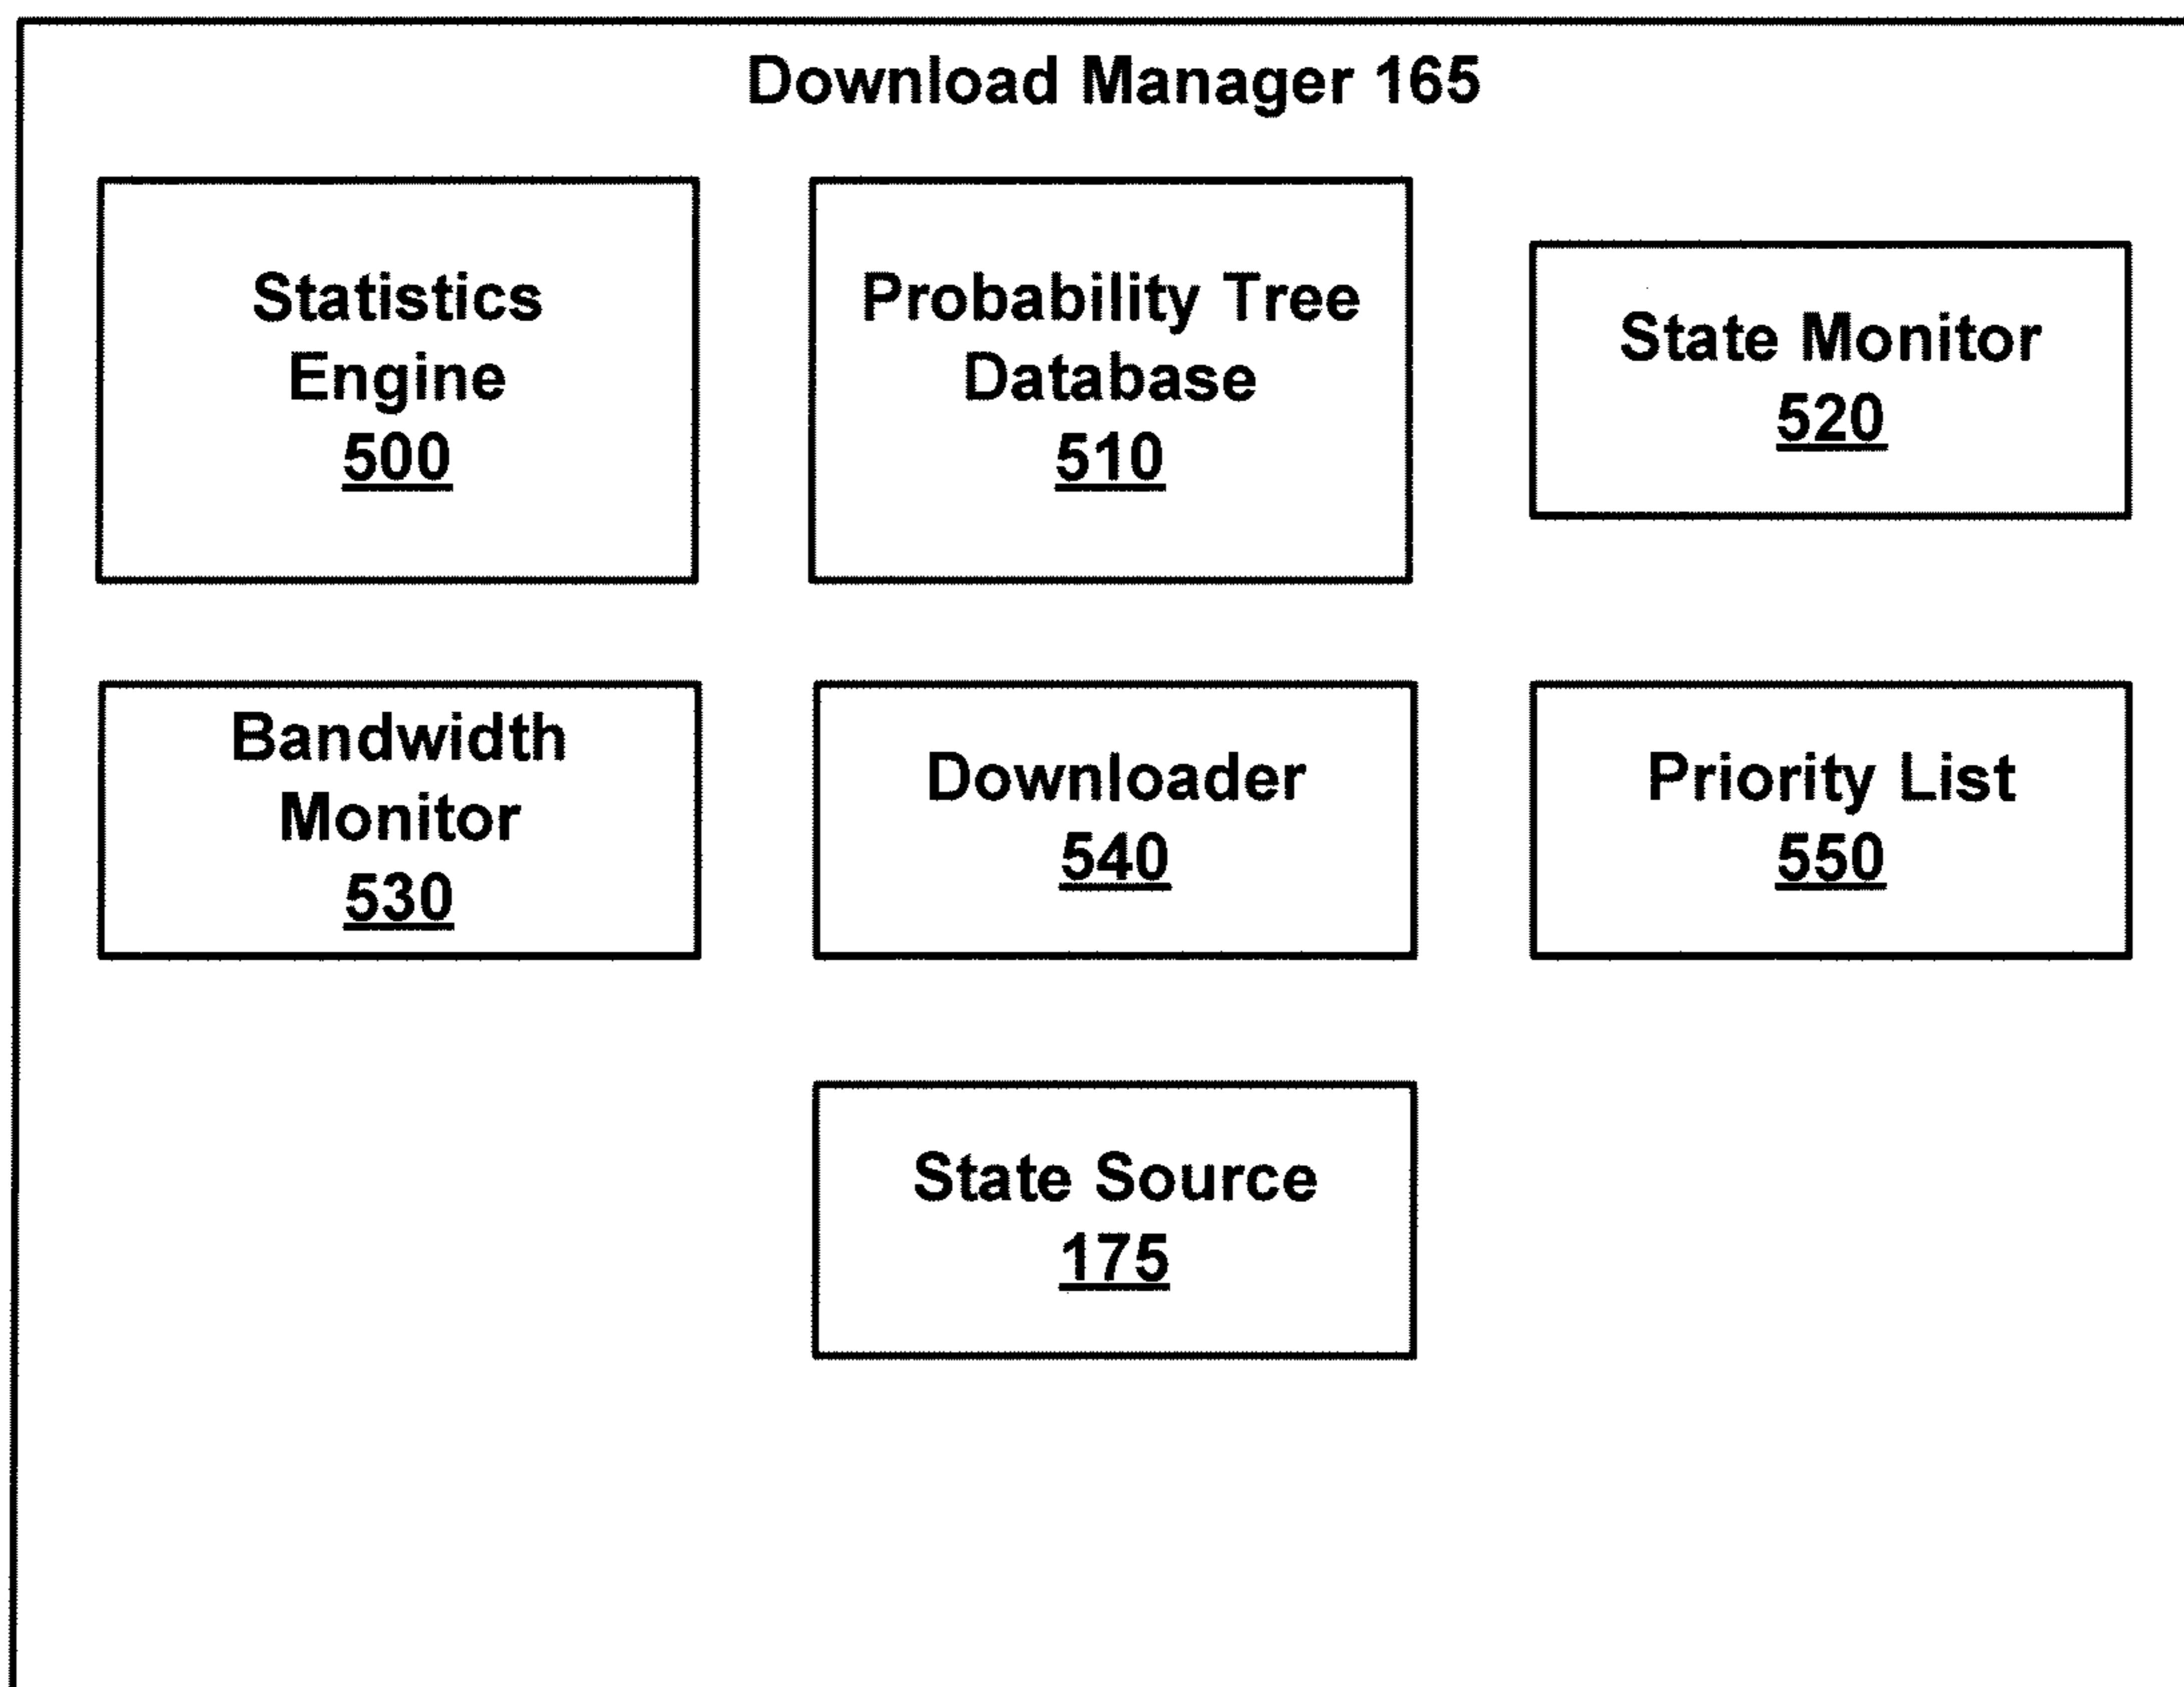 Download Manager 165
Statistics
Engine
500
Probability Tree
Database
510
State Monitor
520
Bandwidth
Monitor
530
Downloader
540
Priority List
550
State Source
175